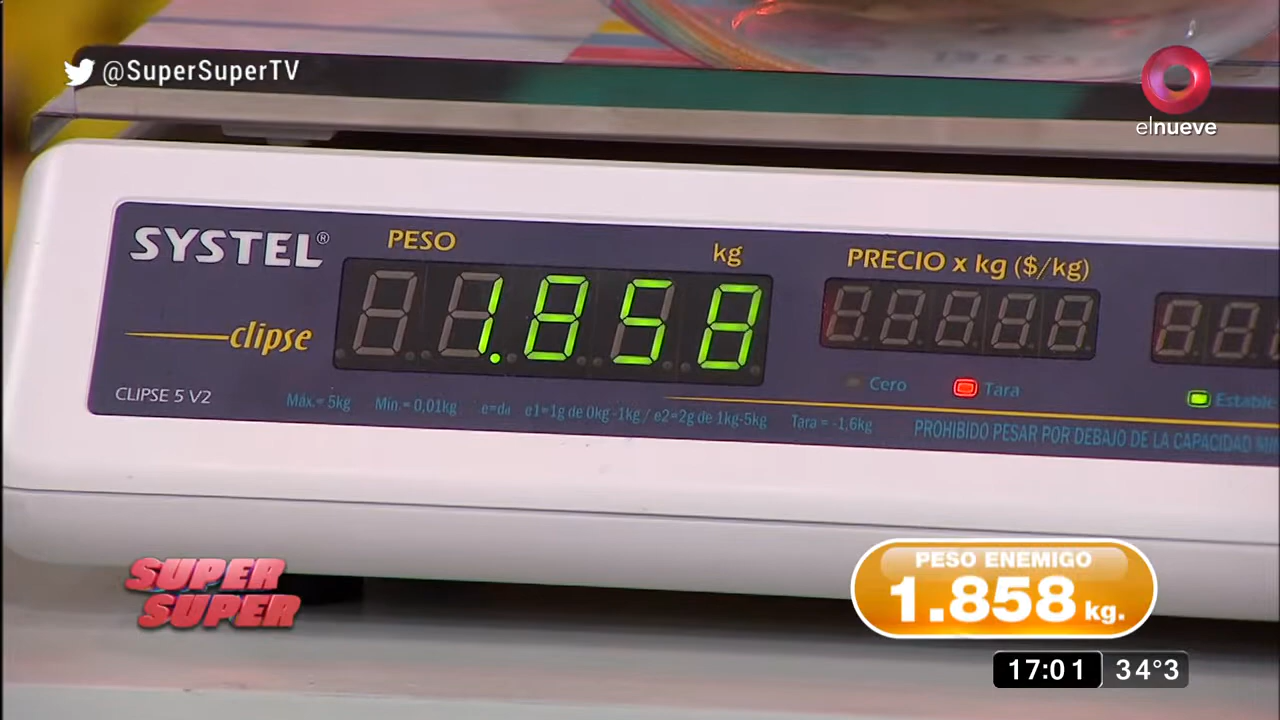 @SuperSuperTV
elnueve
SYSTEL®
PESO
kg
PRECIO x kg ($/kg)
1.858
clipse
Cero
Tara
CLIPSE 5 V2
Máx.= 5kg Min.= 0,01kg e=dd e1=1g de 0kg-1kg / e2=2g de 1kg-5kg Tara = -1,6kg
PROHIBIDO PESAR POR DEBAJO DE LA CAPACIDAD
SUPER
SUPER
PESO ENEMIGO
1.858 kg.
17:01 34°3